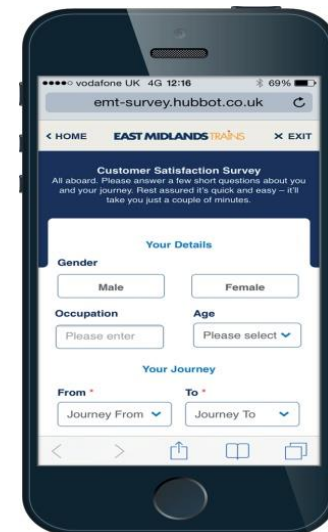 vodafone UK 4G 12:16 69%
emt-survey.hubbot.co.uk
< HOME EAST MIDLANDS TRAINS × EXIT
Customer Satisfaction Survey
All aboard. Please answer a few short questions about you
and your journey. Rest assured it's quick and easy – it'll
take you just a couple of minutes.
Your Details
Gender
Male Female
Occupation Age
Please enter Please select
Your Journey
From * To *
Journey From Journey To